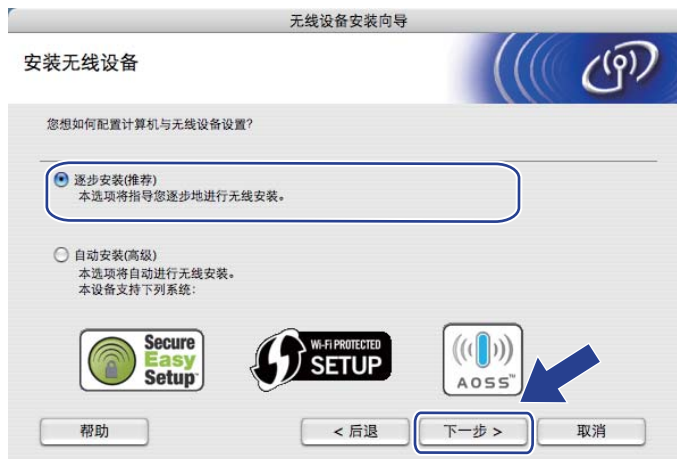 无线设备安装向导
安装无线设备
您想如何配置计算机与无线设备设置?
逐步安装(推荐)
本选项将指导您逐步地进行无线安装。
自动安装(高级)
本选项将自动进行无线安装。
本设备支持下列系统:
Secure
Easy
Setup™
Wi-Fi PROTECTED
SETUP
AOSS™
帮助
< 后退
下一步 >
取消